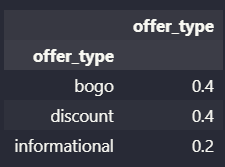 offer_type
offer_type
bogo 0.4
discount 0.4
informational 0.2